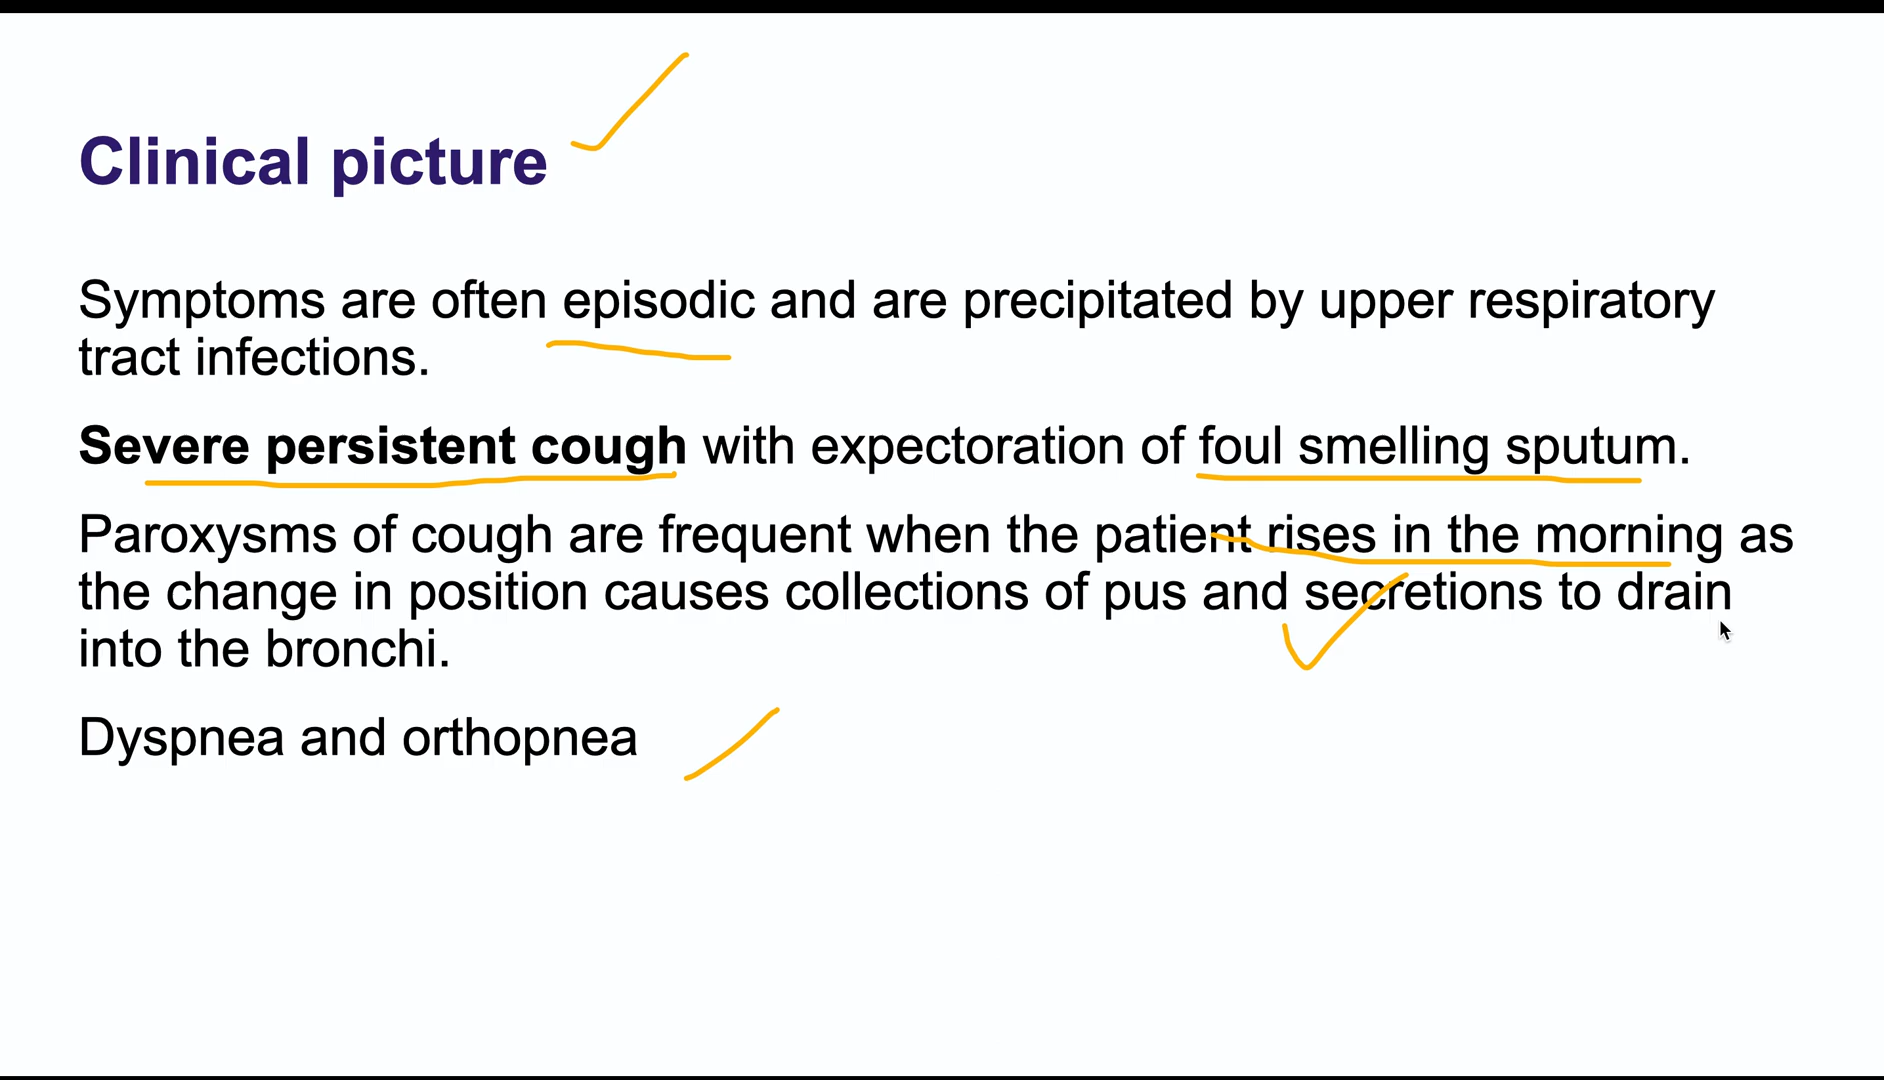 Clinical picture
Symptoms are often episodic and are precipitated by upper respiratory
tract infections.
Severe persistent cough with expectoration of foul smelling sputum.
Paroxysms of cough are frequent when the patient rises in the morning as
the change in position causes collections of pus and secretions to drain
into the bronchi.
Dyspnea and orthopnea